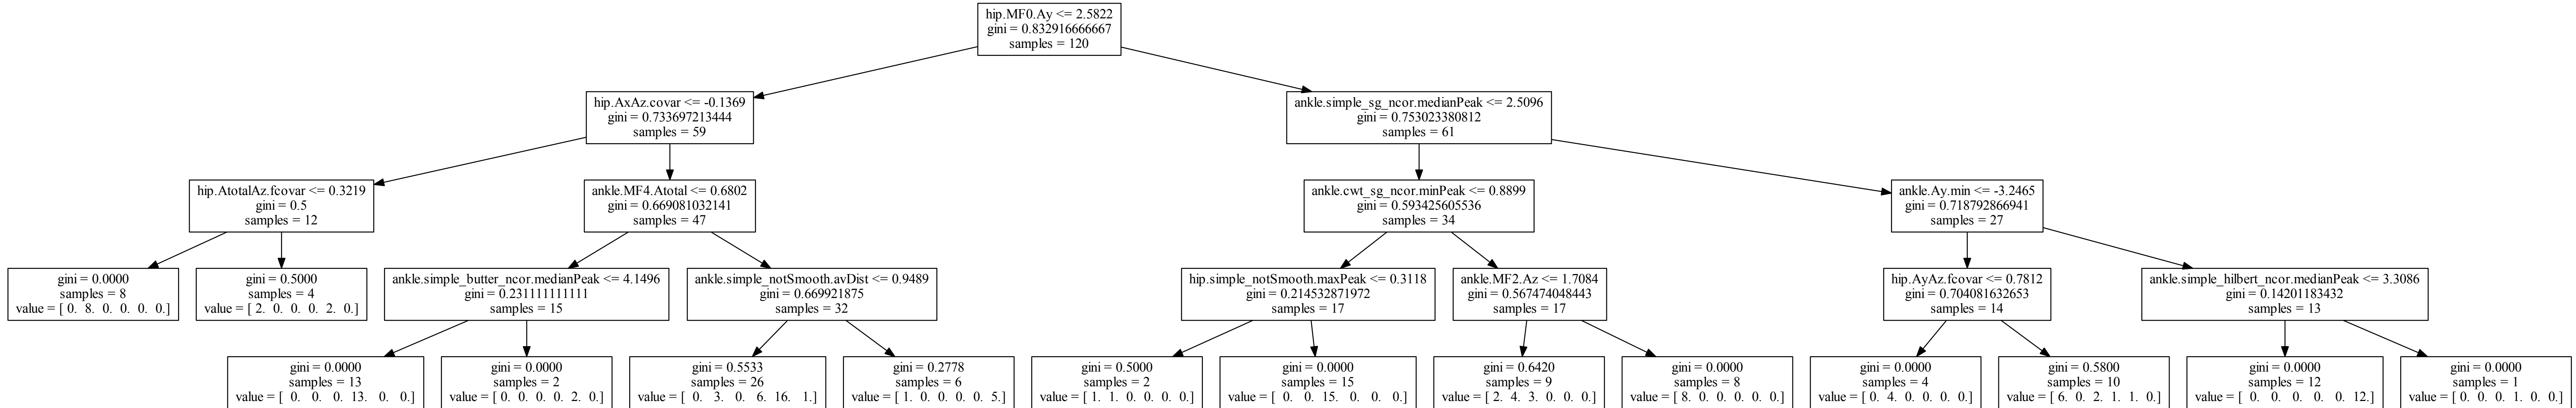 hip.MF0.Ay <= 2.5822
gini = 0.832916666667
samples = 120
hip.AxAz.covar <= -0.1369
gini = 0.733697213444
samples = 59
ankle.simple_sg_ncor.medianPeak <= 2.5096
gini = 0.753023380812
samples = 61
hip.AtotalAz.fcovar <= 0.3219
gini = 0.5
samples = 12
ankle.MF4.Atotal <= 0.6802
gini = 0.669081032141
samples = 47
ankle.cwt_sg_ncor.minPeak <= 0.8899
gini = 0.593425605536
samples = 34
ankle.Ay.min <= -3.2465
gini = 0.718792866941
samples = 27
gini = 0.0000
samples = 8
value = [ 0.  8.  0.  0.  0.  0.]
gini = 0.5000
samples = 4
value = [ 2.  0.  0.  0.  2.  0.]
ankle.simple_butter_ncor.medianPeak <= 4.1496
gini = 0.231111111111
samples = 15
ankle.simple_notSmooth.avDist <= 0.9489
gini = 0.669921875
samples = 32
hip.simple_notSmooth.maxPeak <= 0.3118
gini = 0.214532871972
samples = 17
ankle.MF2.Az <= 1.7084
gini = 0.567474048443
samples = 17
hip.AyAz.fcovar <= 0.7812
gini = 0.704081632653
samples = 14
ankle.simple_hilbert_ncor.medianPeak <= 3.3086
gini = 0.14201183432
samples = 13
gini = 0.0000
samples = 13
value = [  0.   0.   0.  13.   0.   0.]
gini = 0.0000
samples = 2
value = [ 0.  0.  0.  0.  2.  0.]
gini = 0.5533
samples = 26
value = [  0.   3.   0.   6.  16.   1.]
gini = 0.2778
samples = 6
value = [ 1.  0.  0.  0.  0.  5.]
gini = 0.5000
samples = 2
value = [ 1.  1.  0.  0.  0.  0.]
gini = 0.0000
samples = 15
value = [  0.   0.  15.   0.   0.   0.]
gini = 0.6420
samples = 9
value = [ 2.  4.  3.  0.  0.  0.]
gini = 0.0000
samples = 8
value = [ 8.  0.  0.  0.  0.  0.]
gini = 0.0000
samples = 4
value = [ 0.  4.  0.  0.  0.  0.]
gini = 0.5800
samples = 10
value = [ 6.  0.  2.  1.  1.  0.]
gini = 0.0000
samples = 12
value = [  0.   0.   0.   0.   0.  12.]
gini = 0.0000
samples = 1
value = [ 0.  0.  0.  1.  0.  0.]